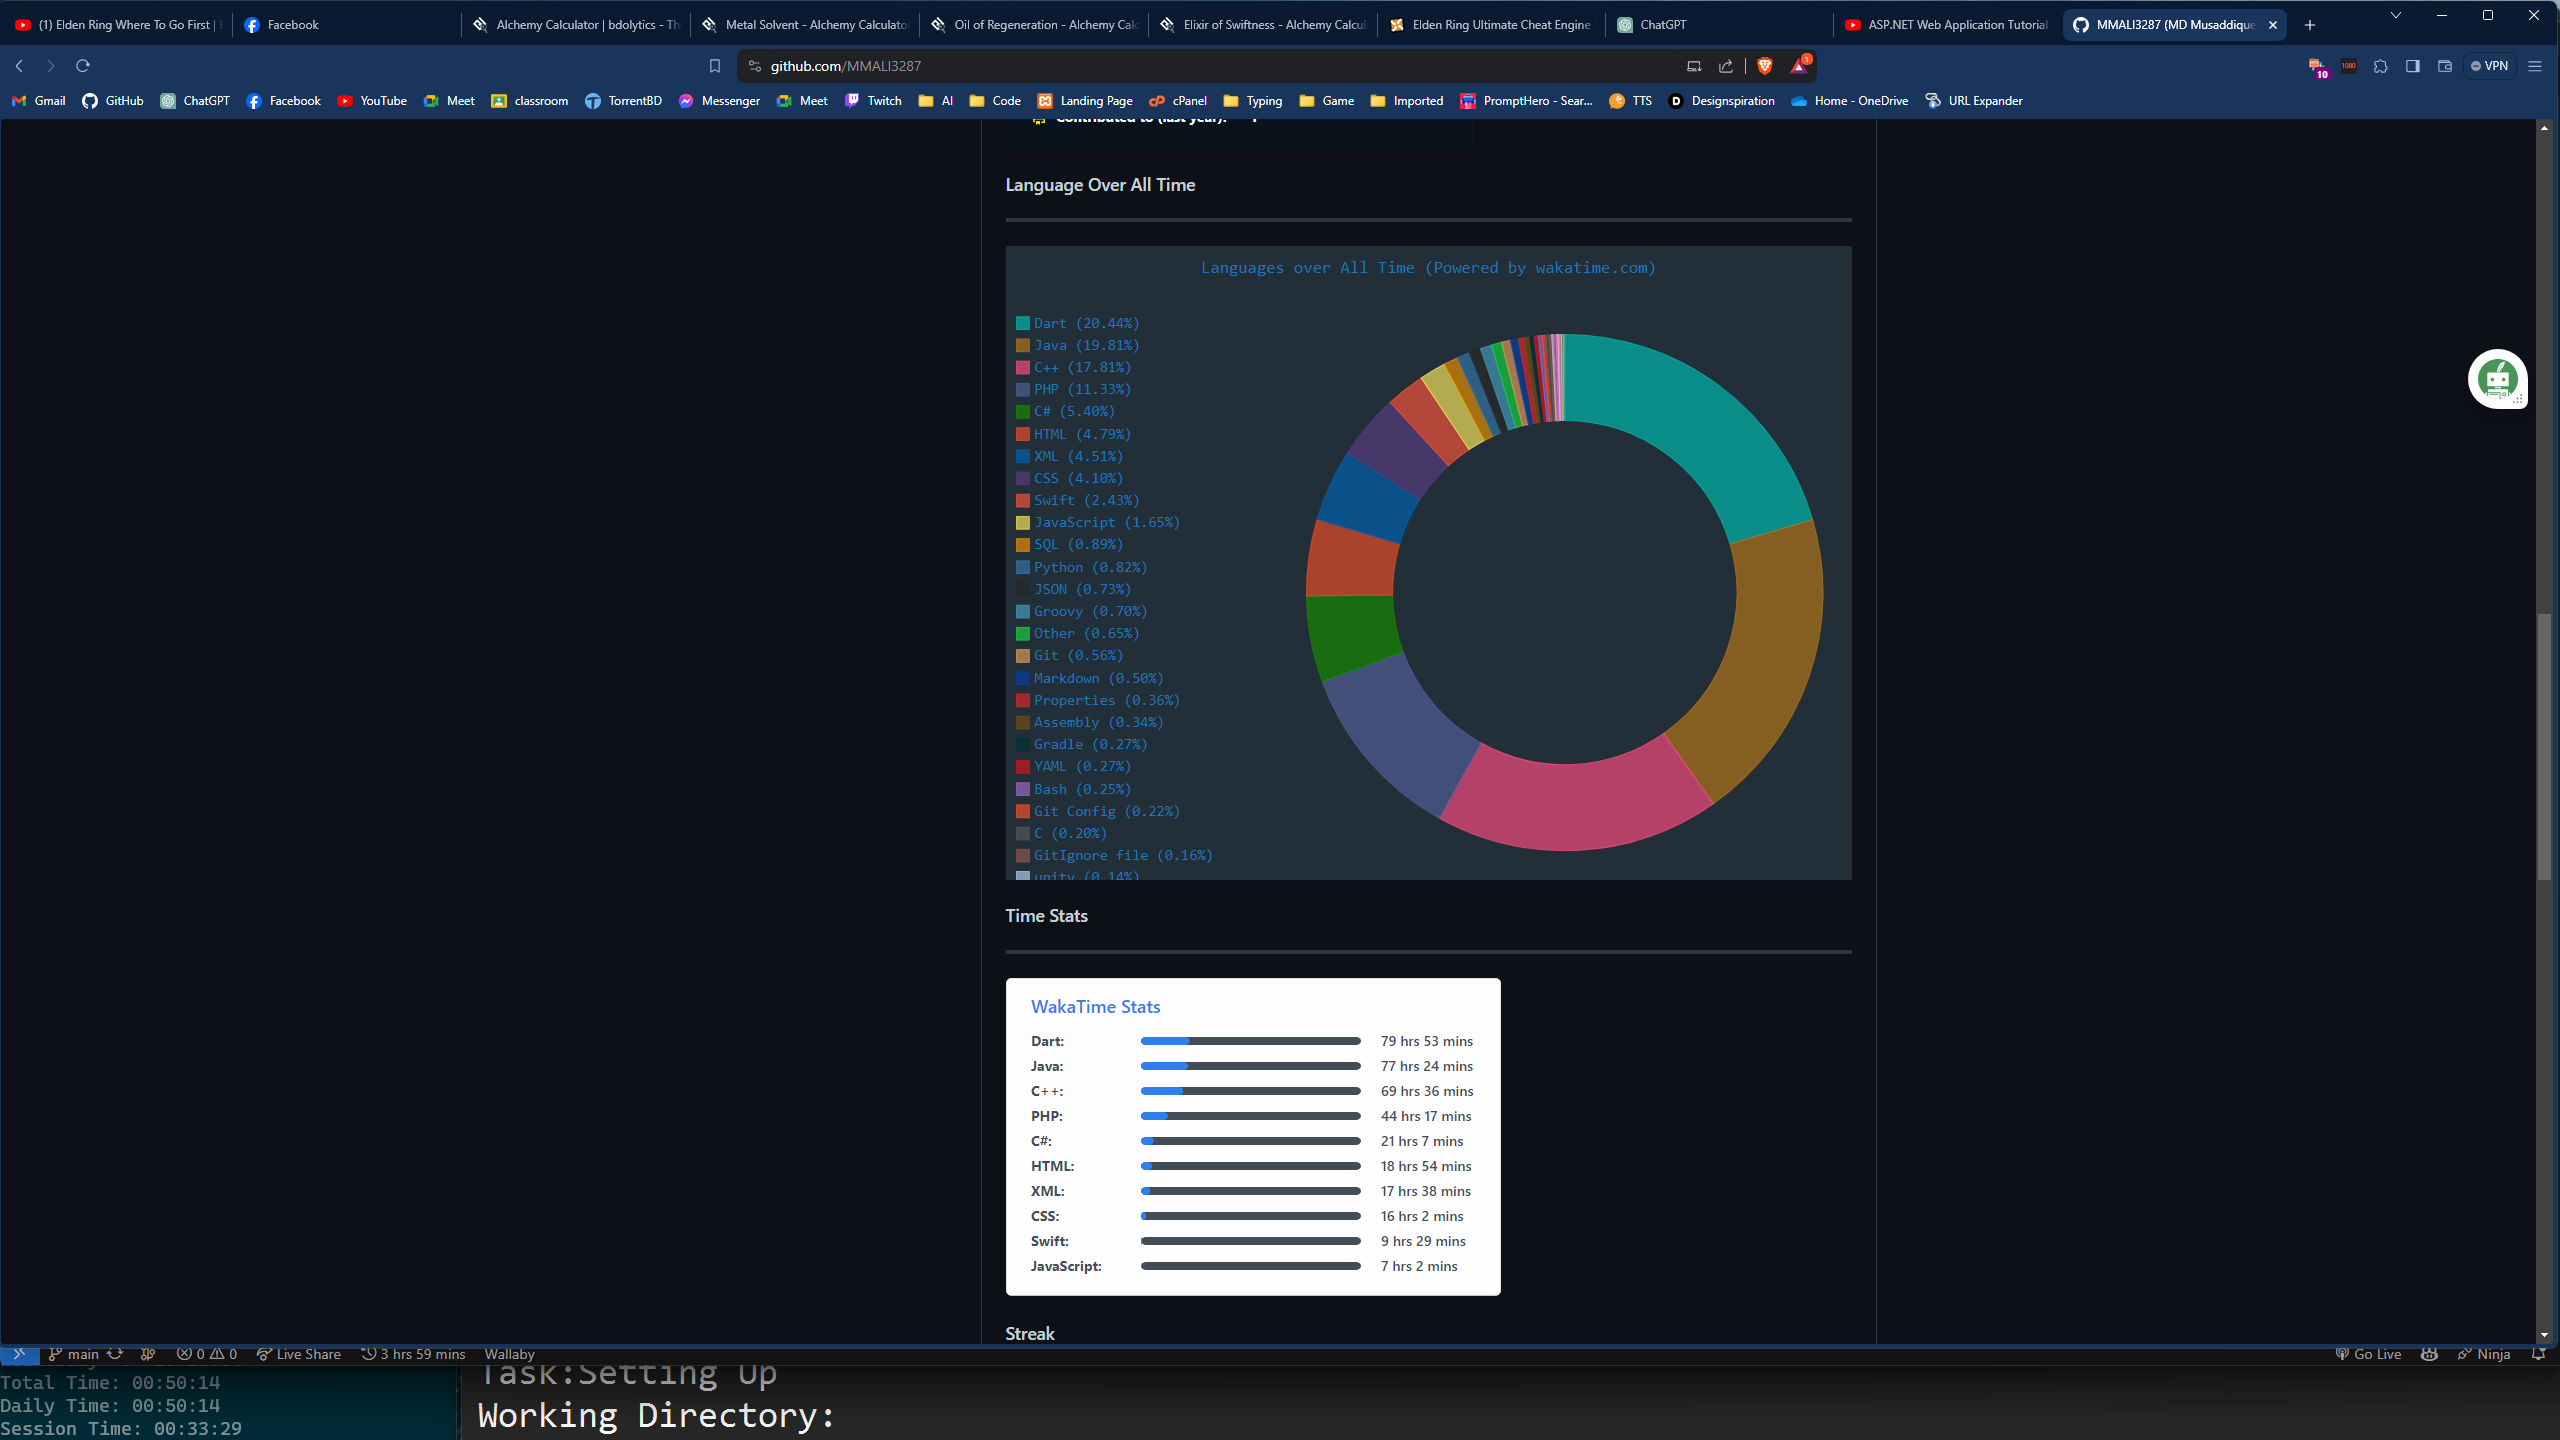 (1) Elden Ring Where To Go First |
Facebook
Alchemy Calculator | bdolytics - Th
Metal Solvent - Alchemy Calculato
Oil of Regeneration - Alchemy Calc
Elixir of Swiftness - Alchemy Calcul
Elden Ring Ultimate Cheat Engine
ChatGPT
ASP.NET Web Application Tutorial
MMALI3287 (MD Musaddique
github.com/MMALI3287
1
10
1080
VPN
Gmail
GitHub
ChatGPT
Facebook
YouTube
Meet
classroom
TorrentBD
Messenger
Meet
Twitch
AI
Code
Landing Page
cPanel
Typing
Game
Imported
PromptHero - Sear...
TTS
Designspiration
Home - OneDrive
URL Expander
Contributed to (last year):
Language Over All Time
Languages over All Time (Powered by wakatime.com)
Dart (20.44%)
Java (19.81%)
C++ (17.81%)
PHP (11.33%)
C# (5.40%)
HTML (4.79%)
XML (4.51%)
CSS (4.10%)
Swift (2.43%)
JavaScript (1.65%)
SQL (0.89%)
Python (0.82%)
JSON (0.73%)
Groovy (0.70%)
Other (0.65%)
Git (0.56%)
Markdown (0.50%)
Properties (0.36%)
Assembly (0.34%)
Gradle (0.27%)
YAML (0.27%)
Bash (0.25%)
Git Config (0.22%)
C (0.20%)
GitIgnore file (0.16%)
unity (0.14%)
Time Stats
WakaTime Stats
Dart: 79 hrs 53 mins
Java: 77 hrs 24 mins
C++: 69 hrs 36 mins
PHP: 44 hrs 17 mins
C#: 21 hrs 7 mins
HTML: 18 hrs 54 mins
XML: 17 hrs 38 mins
CSS: 16 hrs 2 mins
Swift: 9 hrs 29 mins
JavaScript: 7 hrs 2 mins
Streak
main 0 0 Live Share 3 hrs 59 mins Wallaby Go Live Ninja
Total Time: 00:50:14
Daily Time: 00:50:14
Session Time: 00:33:29
Task:Setting Up
Working Directory: